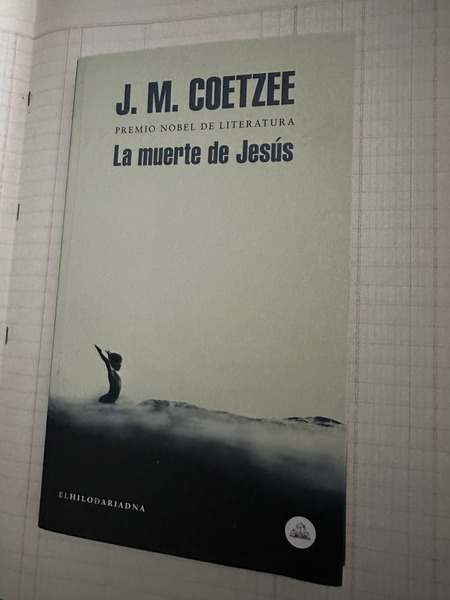 J. M. COETZEE
PREMIO NOBEL DE LITERATURA
La muerte de Jesús
ELHILODARIADNA